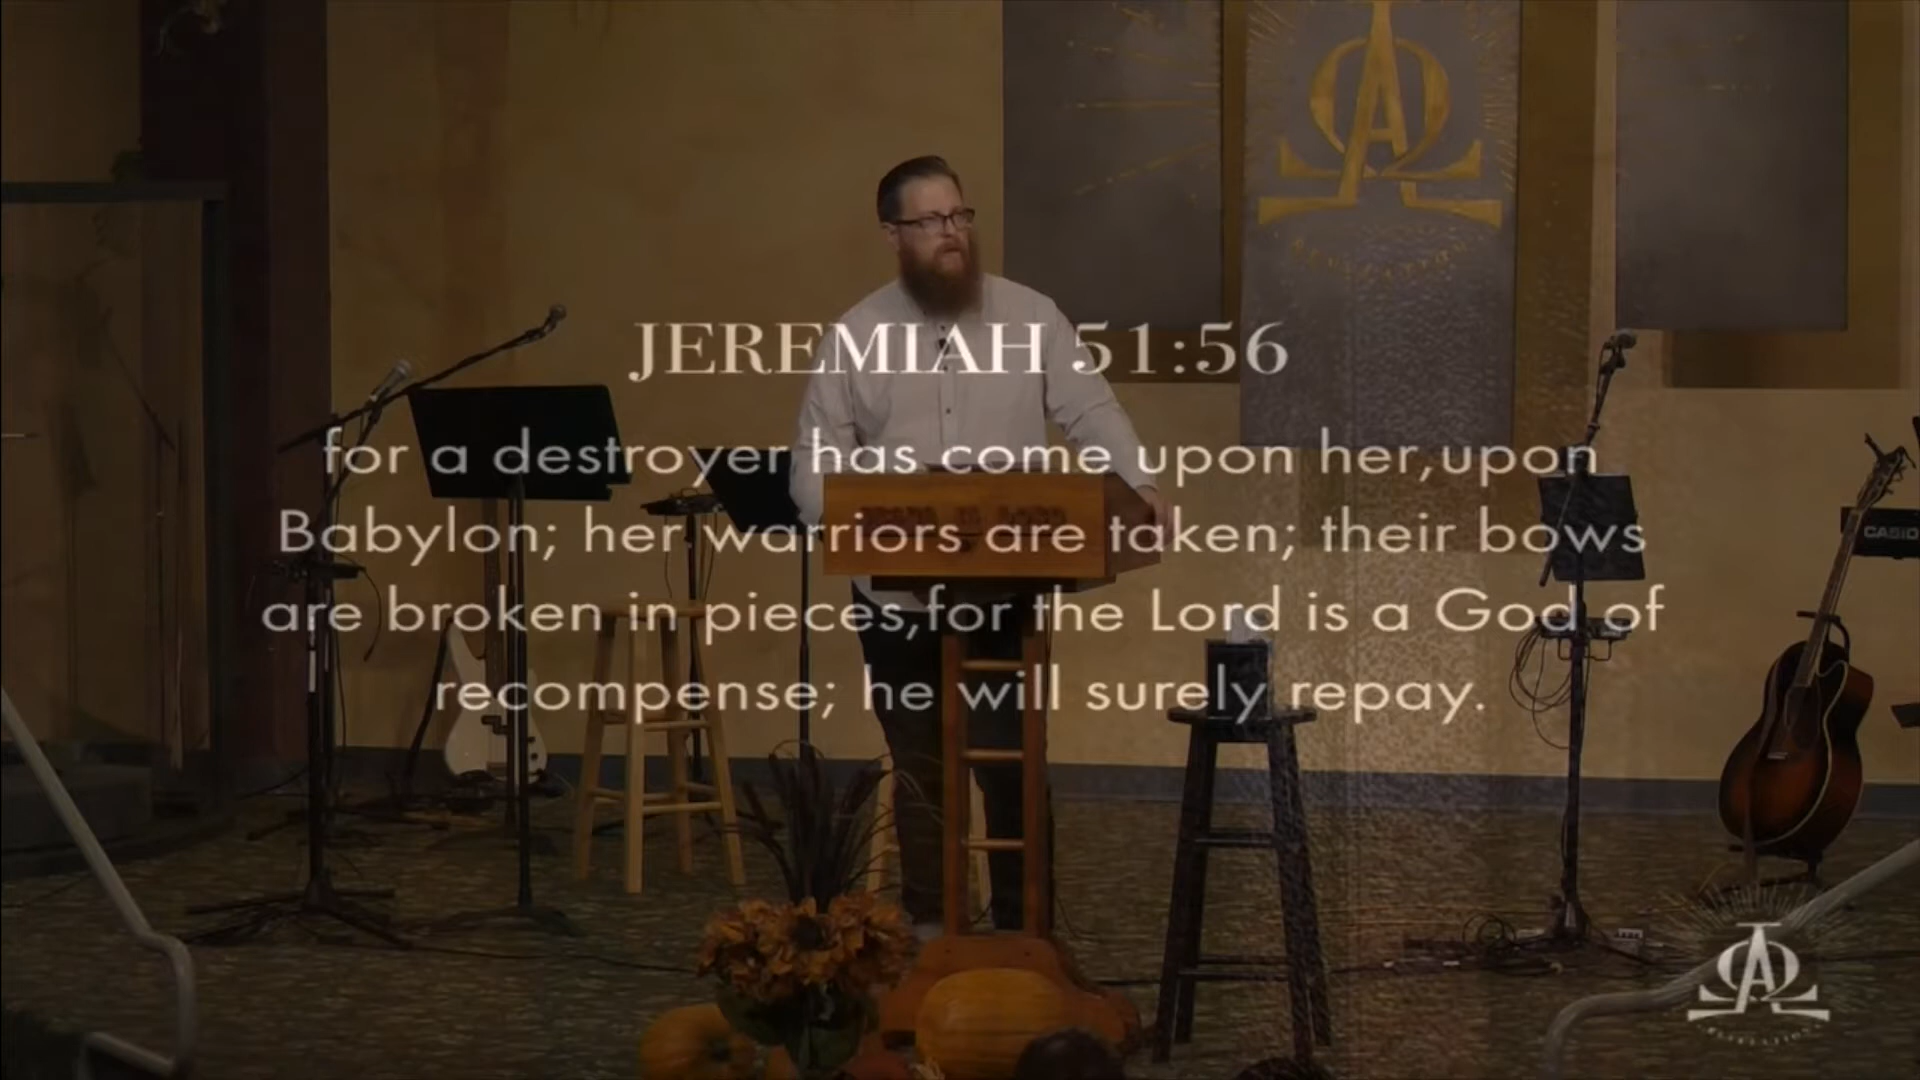 JEREMIAH 51:56
for a destroyer has come upon her,upon
Babylon; her warriors are taken; their bows
are broken in pieces,for the Lord is a God of
recompense; he will surely repay.
CASIO
REVELATION